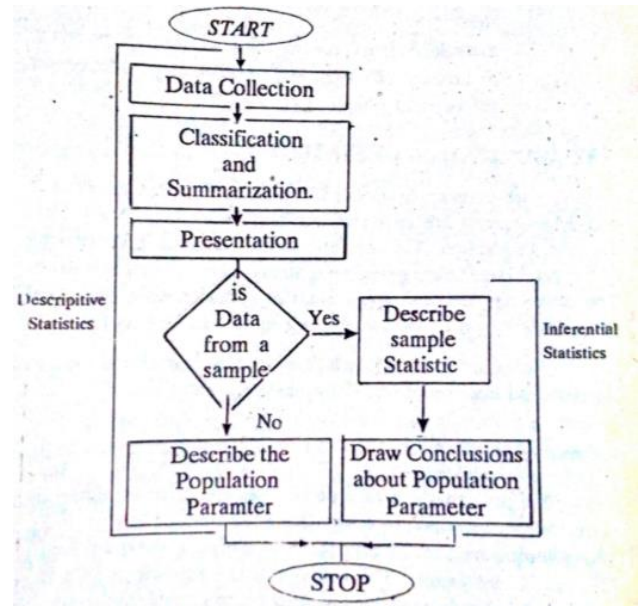 START
Data Collection
Classification
and
Summarization.
Presentation
Descripitive
Statistics
is
Data
from a
sample
Yes
No
Describe
sample
Statistic
Inferential
Statistics
Describe the
Population
Paramter
Draw Conclusions
about Population
Parameter
STOP